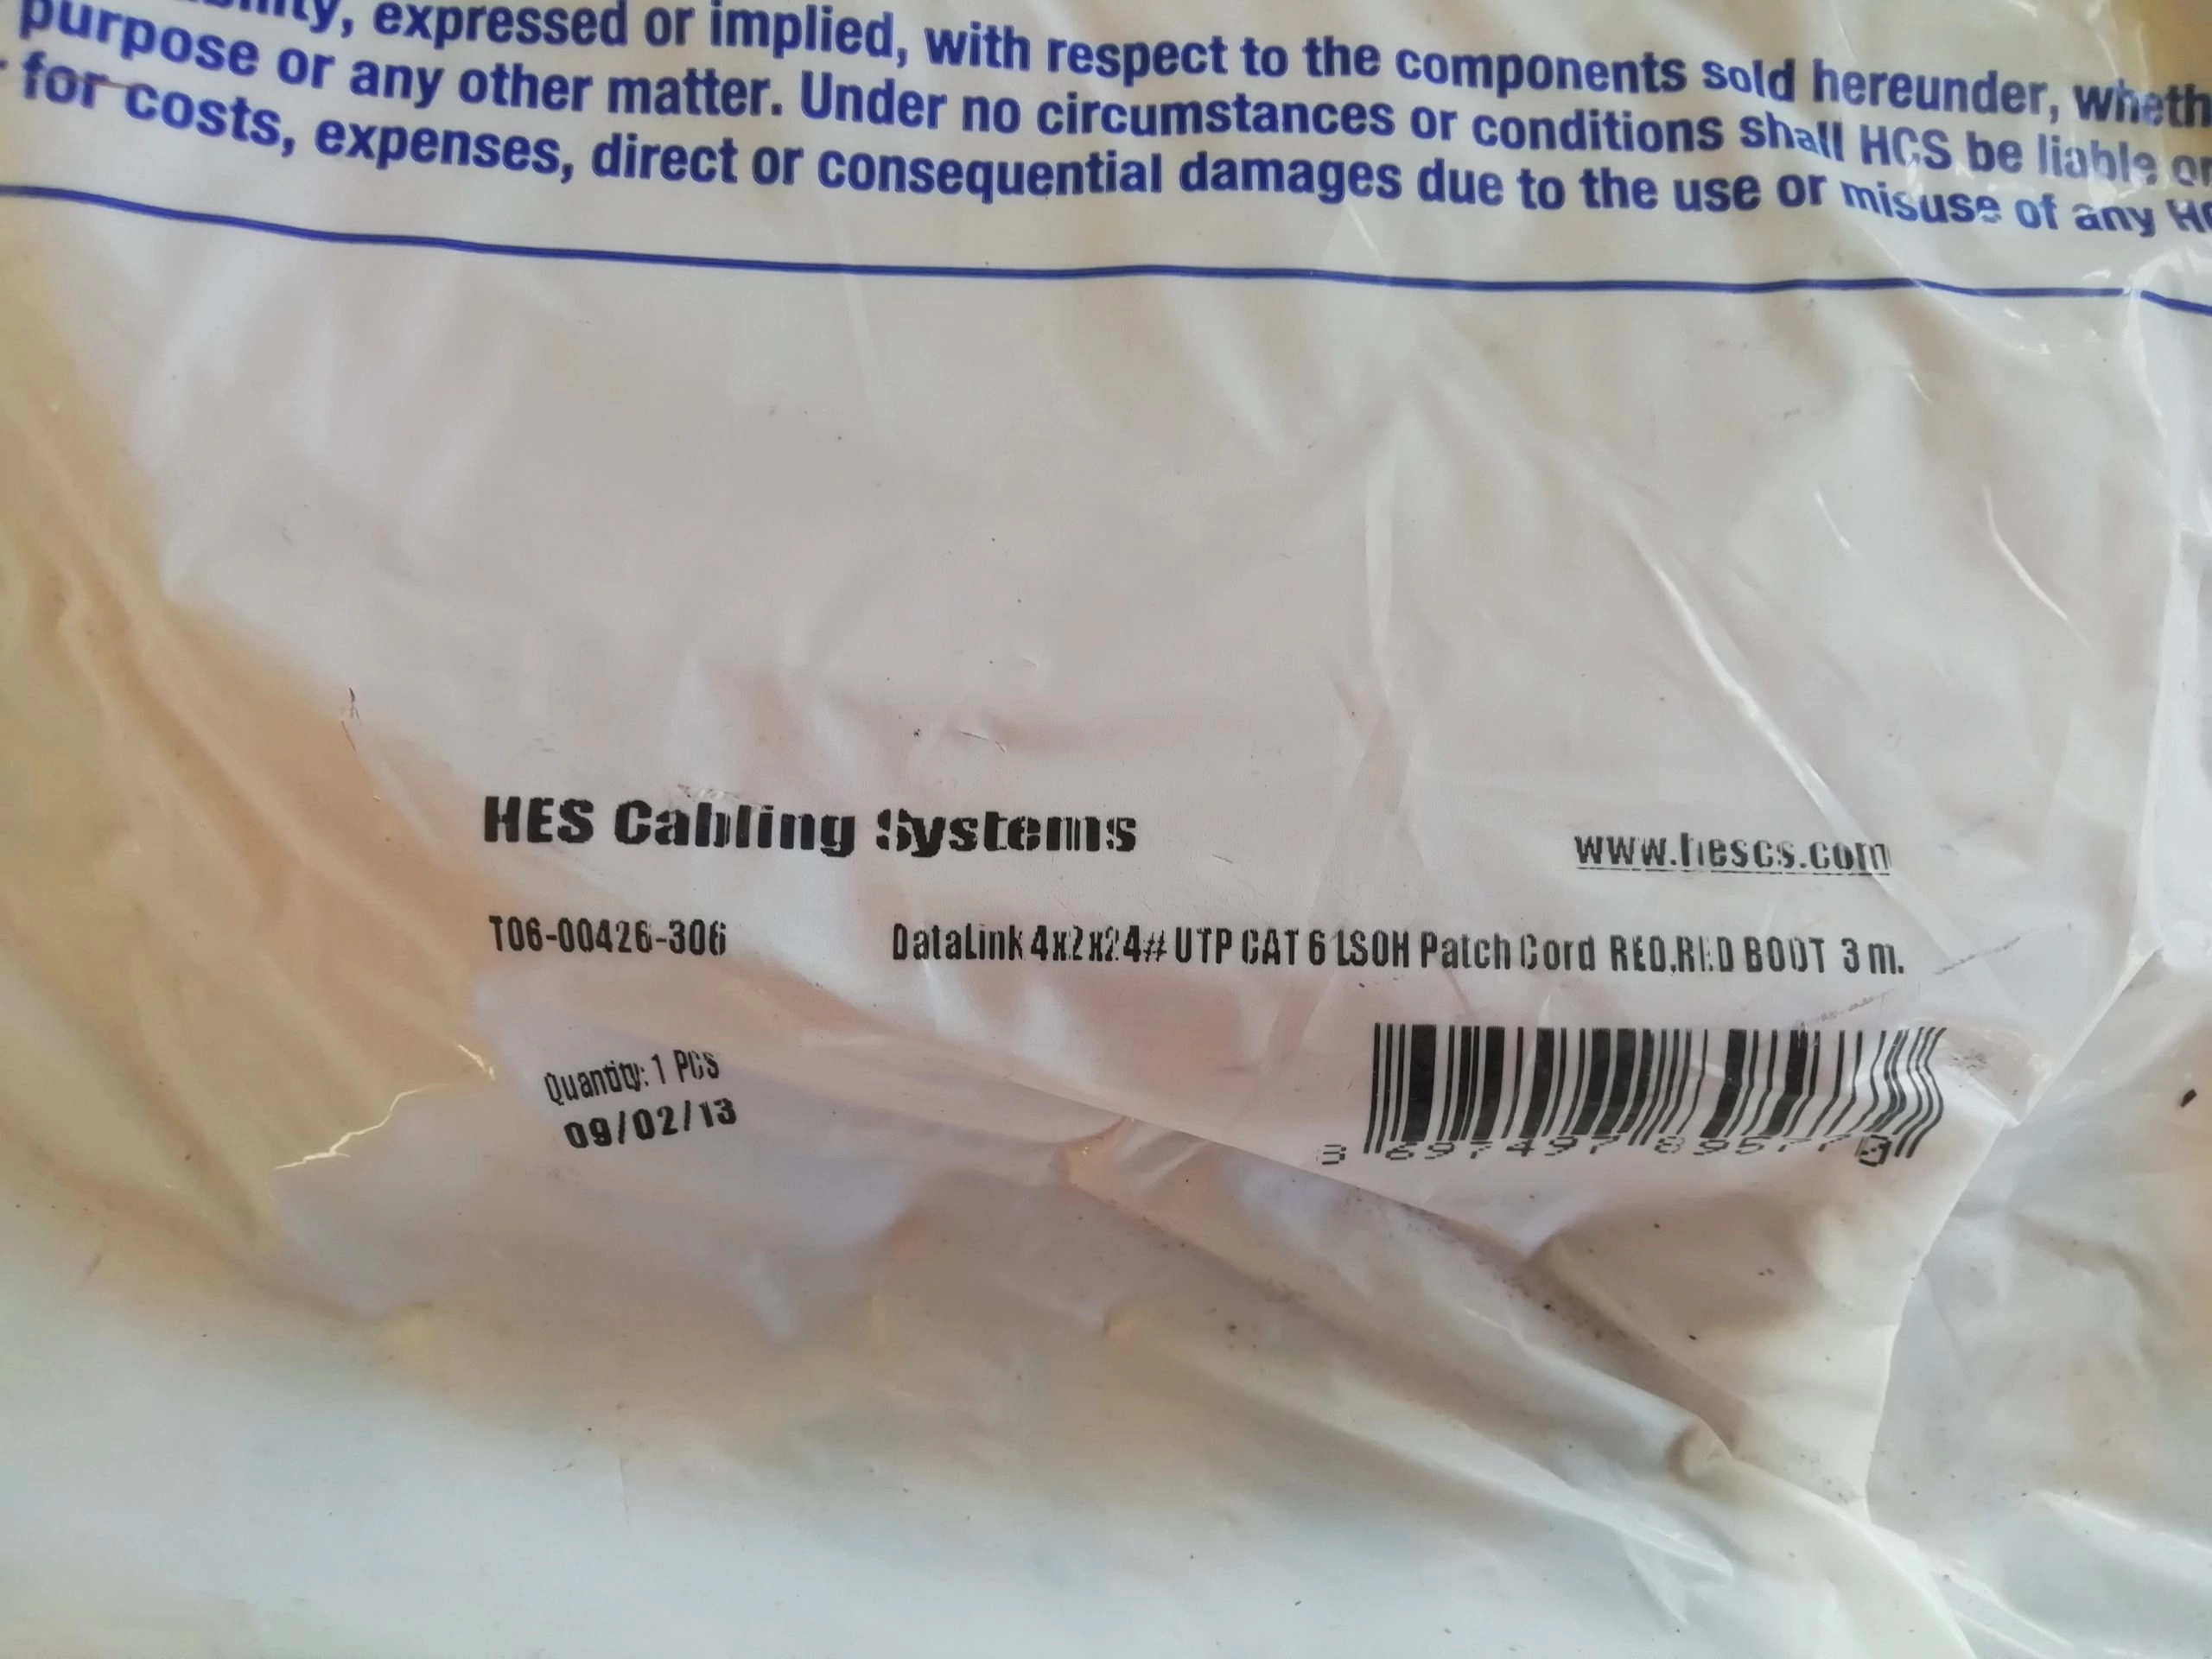 expressed or implied, with respect to the components sold hereunder,
purpose or any other matter. Under no circumstances or conditions shall HCS be liable or
for costs, expenses, direct or consequential damages due to the use or misuse of any
HES Cabling Systems
www.hescs.com
T06-00426-306
DataLink 4x2x24# UTP CAT 6 LSOH Patch Cord RED,RED BOOT 3 m.
Quantity: 1 PCS
09/02/13
3 697497 895773